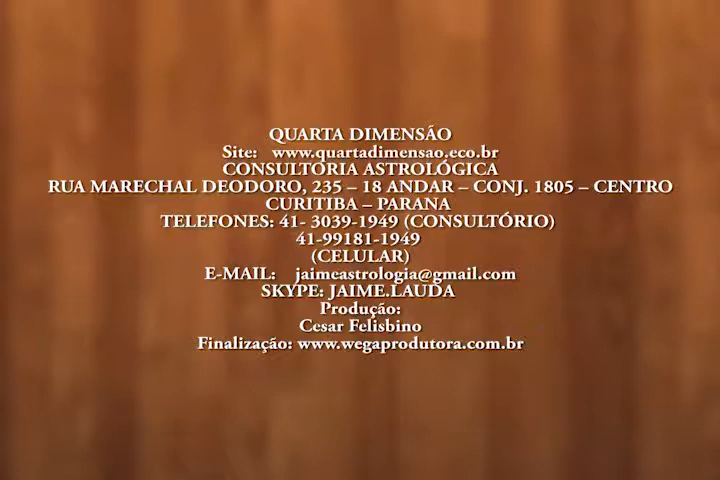 QUARTA DIMENSÃO
Site: www.quartadimensao.eco.br
CONSULTORIA ASTROLÓGICA
RUA MARECHAL DEODORO, 235 – 18 ANDAR – CONJ. 1805 – CENTRO
CURITIBA – PARANA
TELEFONES: 41- 3039-1949 (CONSULTÓRIO)
41-99181-1949
(CELULAR)
E-MAIL: jaimeastrologia@gmail.com
SKYPE: JAIME.LAUDA
Produção:
Cesar Felisbino
Finalização: www.wegaprodutora.com.br